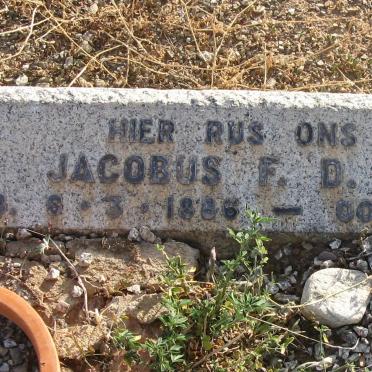 HIER RUS ONS
JACOBUS F. D.
6 · 3 · 1886 —